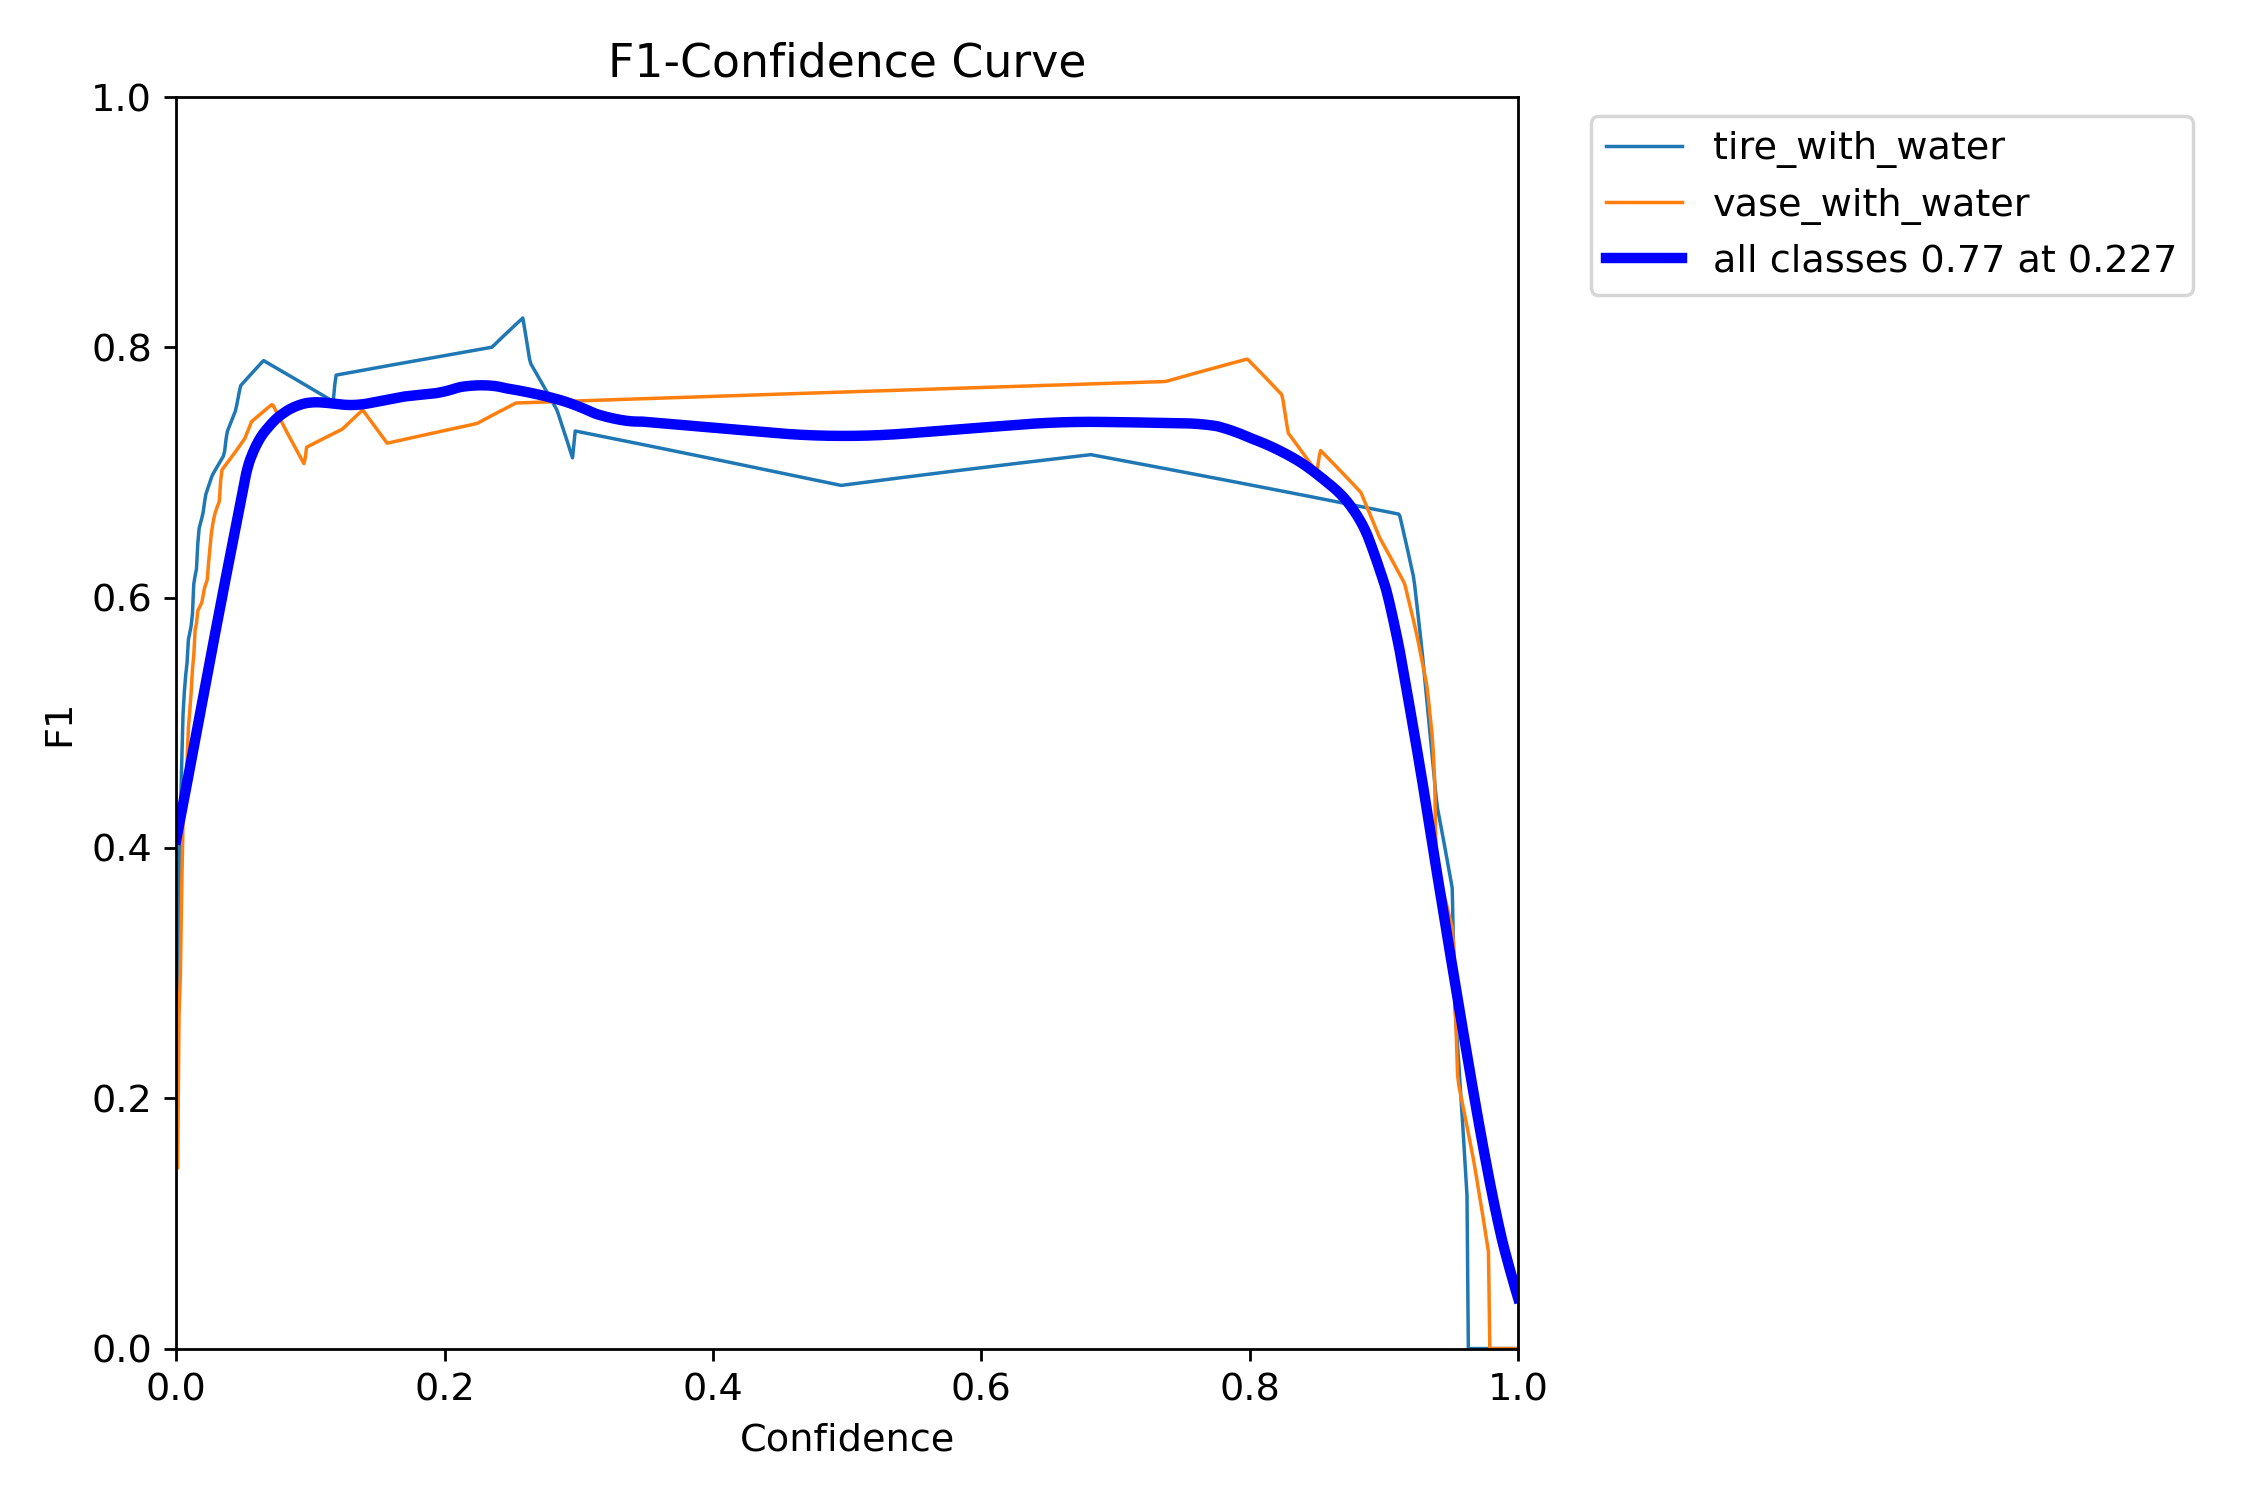 F1-Confidence Curve
tire_with_water
vase_with_water
all classes 0.77 at 0.227
F1
1.0
0.8
0.6
0.4
0.2
0.0
0.0 0.2 0.4 0.6 0.8 1.0
Confidence